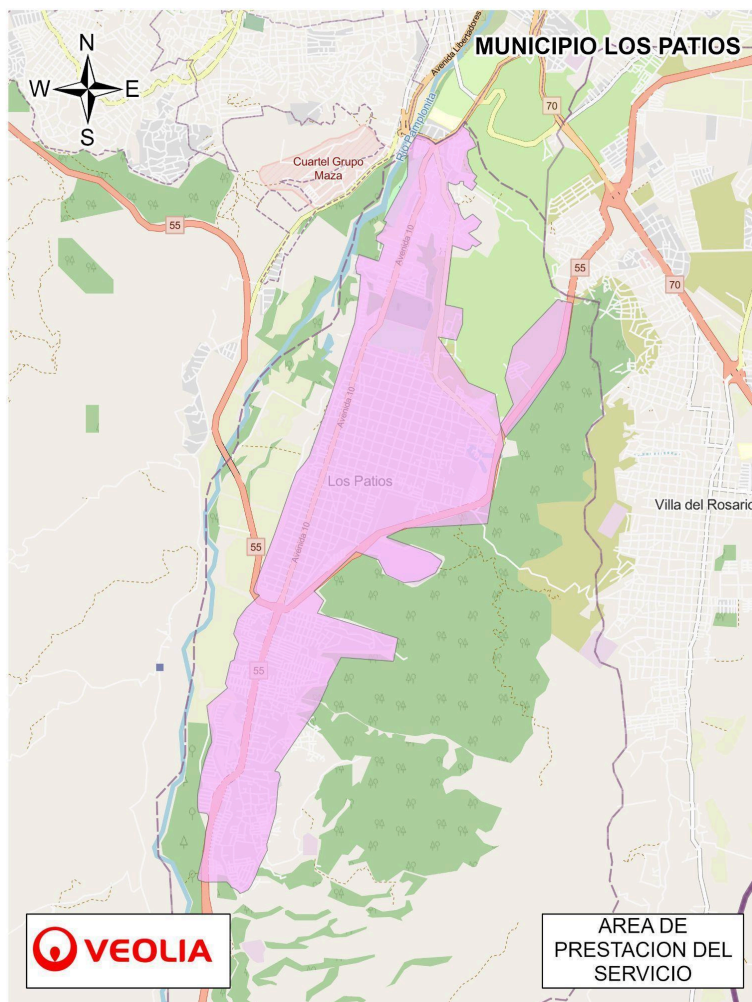 MUNICIPIO LOS PATIOS
N
W
E
S
Avenida Libertadores
Río Pamplonita
70
Cuartel Grupo
Maza
55
Avenida 10
55
70
Avenida 10
Los Patios
Villa del Rosario
Avenida 10
55
55
VEOLIA
AREA DE
PRESTACION DEL
SERVICIO